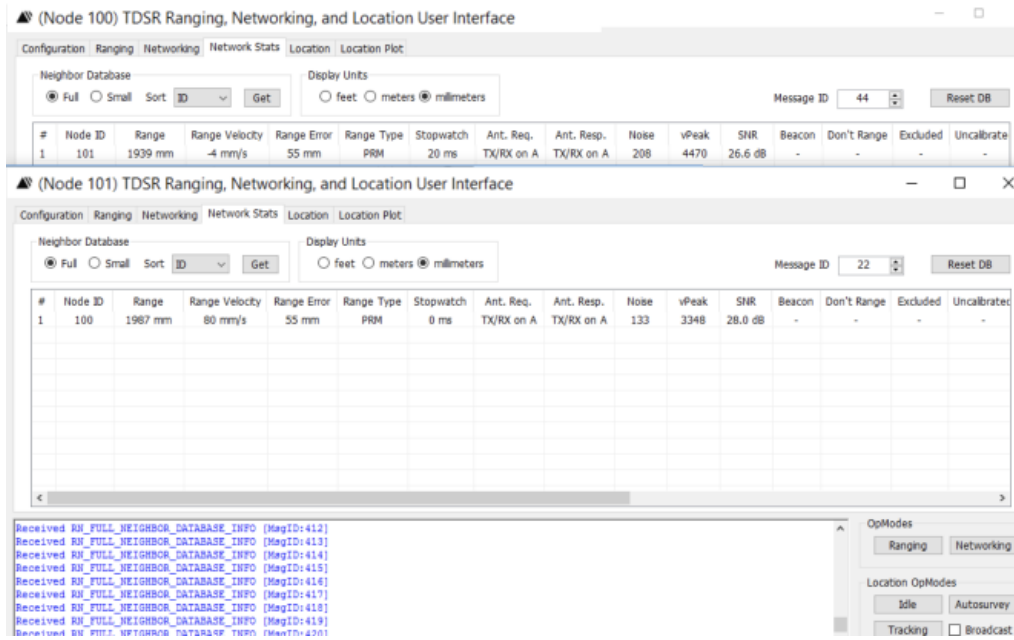 (Node 100) TDSR Ranging, Networking, and Location User Interface
Configuration Ranging Networking Network Stats Location Location Plot
Neighbor Database Display Units
Full Small Sort ID Get feet meters milimeters Message ID 44 Reset DB
# Node ID Range Range Velocity Range Error Range Type Stopwatch Ant. Req. Ant. Resp. Noise vPeak SNR Beacon Don't Range Excluded Uncalibrate
1 101 1939 mm -4 mm/s 55 mm PRM 20 ms TX/RX on A TX/RX on A 208 4470 26.6 dB - - - -
(Node 101) TDSR Ranging, Networking, and Location User Interface
Configuration Ranging Networking Network Stats Location Location Plot
Neighbor Database Display Units
Full Small Sort ID Get feet meters milimeters Message ID 22 Reset DB
# Node ID Range Range Velocity Range Error Range Type Stopwatch Ant. Req. Ant. Resp. Noise vPeak SNR Beacon Don't Range Excluded Uncalibrated
1 100 1987 mm 80 mm/s 55 mm PRM 0 ms TX/RX on A TX/RX on A 133 3348 28.0 dB - - - -
Received RN_FULL_NEIGHBOR_DATABASE_INFO [MsgID:412]
Received RN_FULL_NEIGHBOR_DATABASE_INFO [MsgID:413]
Received RN_FULL_NEIGHBOR_DATABASE_INFO [MsgID:414]
Received RN_FULL_NEIGHBOR_DATABASE_INFO [MsgID:415]
Received RN_FULL_NEIGHBOR_DATABASE_INFO [MsgID:416]
Received RN_FULL_NEIGHBOR_DATABASE_INFO [MsgID:417]
Received RN_FULL_NEIGHBOR_DATABASE_INFO [MsgID:418]
Received RN_FULL_NEIGHBOR_DATABASE_INFO [MsgID:419]
Received RN_FULL_NEIGHBOR_DATABASE_INFO [MsgID:420]
OpModes
Ranging Networking
Location OpModes
Idle Autosurvey
Tracking Broadcast